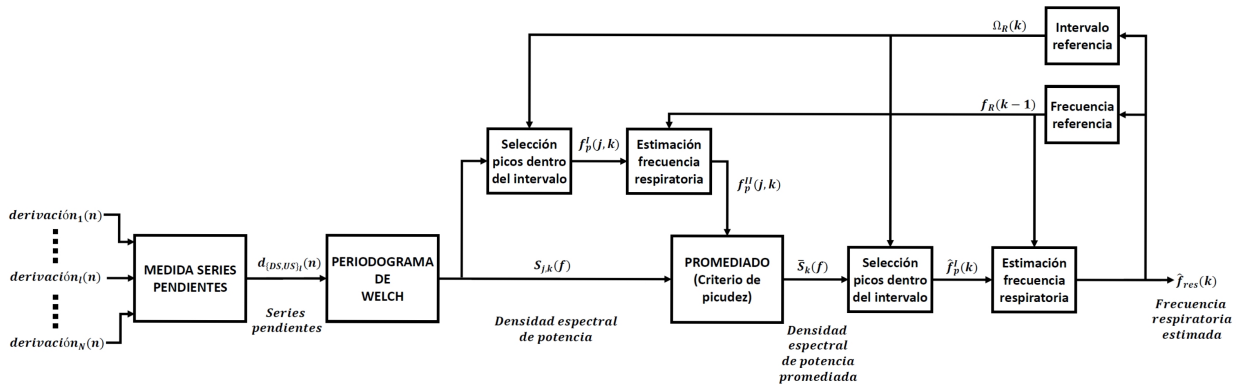 Ω_R(k)
Intervalo
referencia
f_R(k−1)
Frecuencia
referencia
Selección
picos dentro
del intervalo
f_p^I(j,k)
Estimación
frecuencia
respiratoria
f_p^II(j,k)
derivación_1(n)
derivación_l(n)
derivación_N(n)
MEDIDA SERIES
PENDIENTES
d_{{DS,US}_l}(n)
Series
pendientes
PERIODOGRAMA
DE
WELCH
S_{j,k}(f)
Densidad espectral
de potencia
PROMEDIADO
(Criterio de
picudez)
S̄_k(f)
Densidad
espectral
de potencia
promediada
Selección
picos dentro
del intervalo
f̂_p^I(k)
Estimación
frecuencia
respiratoria
f̂_res(k)
Frecuencia
respiratoria
estimada